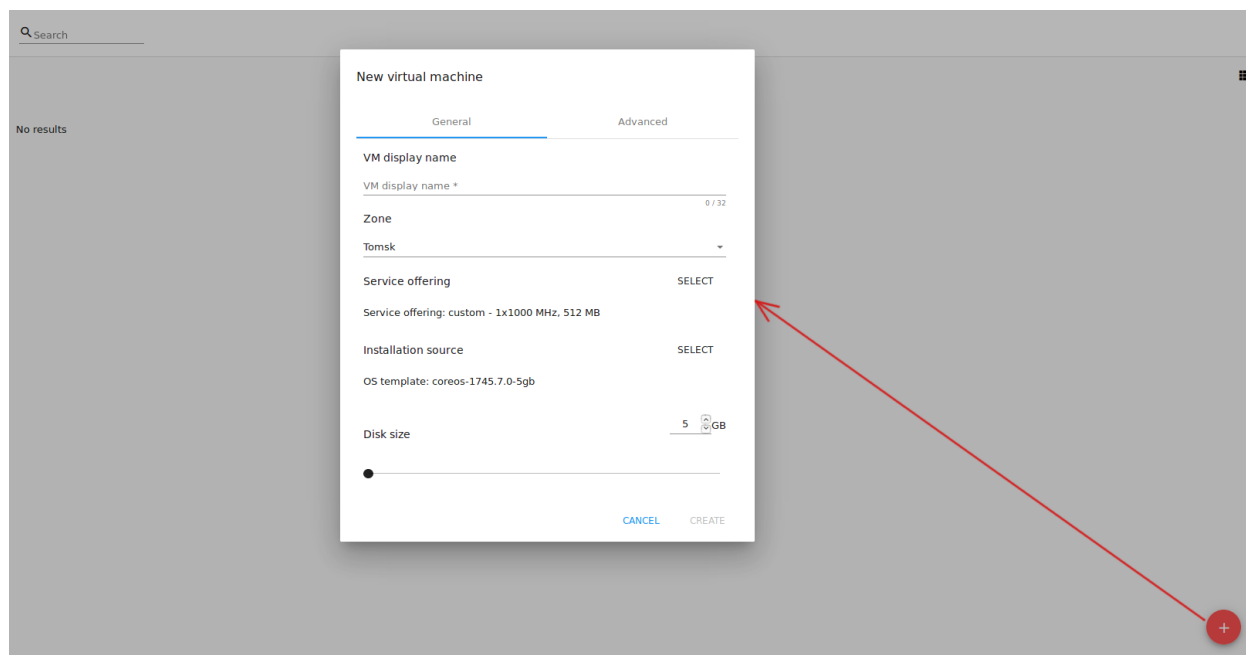 Search
No results
New virtual machine
General Advanced
VM display name
VM display name *
0 / 32
Zone
Tomsk
Service offering SELECT
Service offering: custom - 1x1000 MHz, 512 MB
Installation source SELECT
OS template: coreos-1745.7.0-5gb
Disk size 5 GB
CANCEL CREATE
+